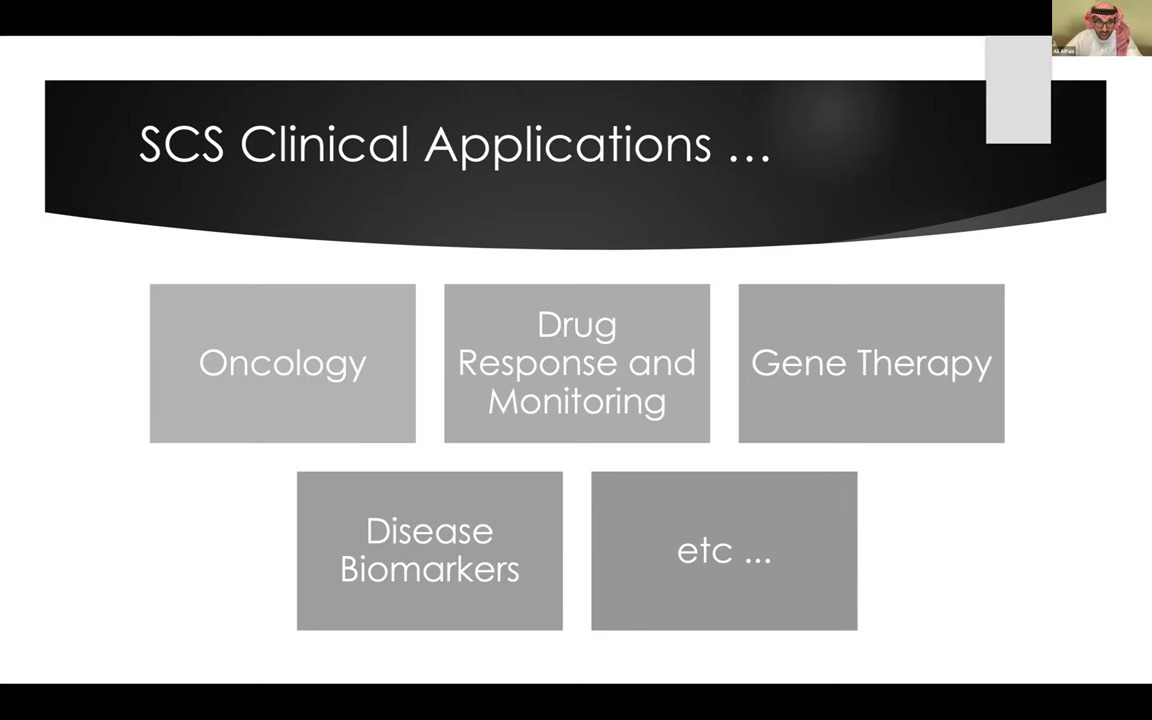 SCS Clinical Applications ...
Oncology
Drug
Response and
Monitoring
Gene Therapy
Disease
Biomarkers
etc ...